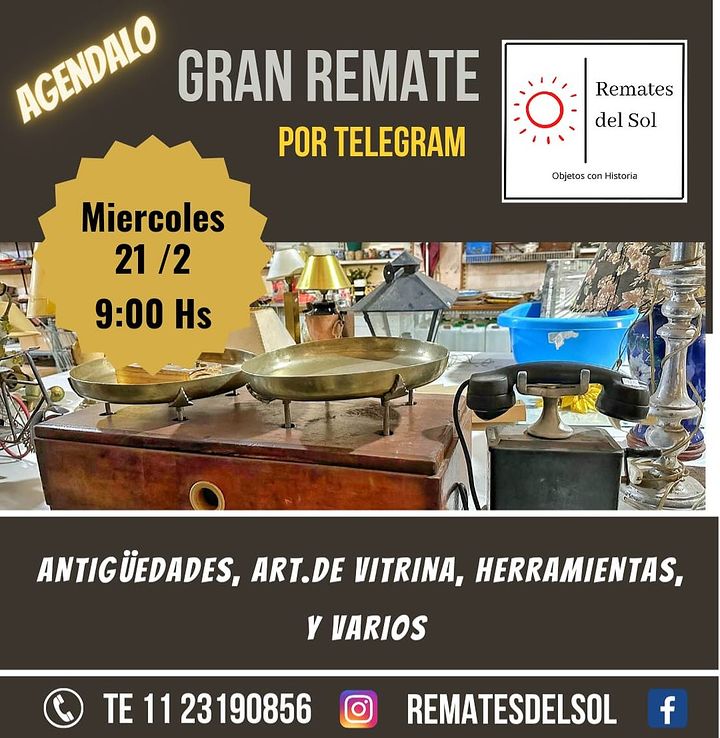 AGENDALO
GRAN REMATE
POR TELEGRAM
Remates
del Sol
Objetos con Historia
Miercoles
21 /2
9:00 Hs
ANTIGÜEDADES, ART.DE VITRINA, HERRAMIENTAS,
Y VARIOS
TE 11 23190856 REMATESDELSOL